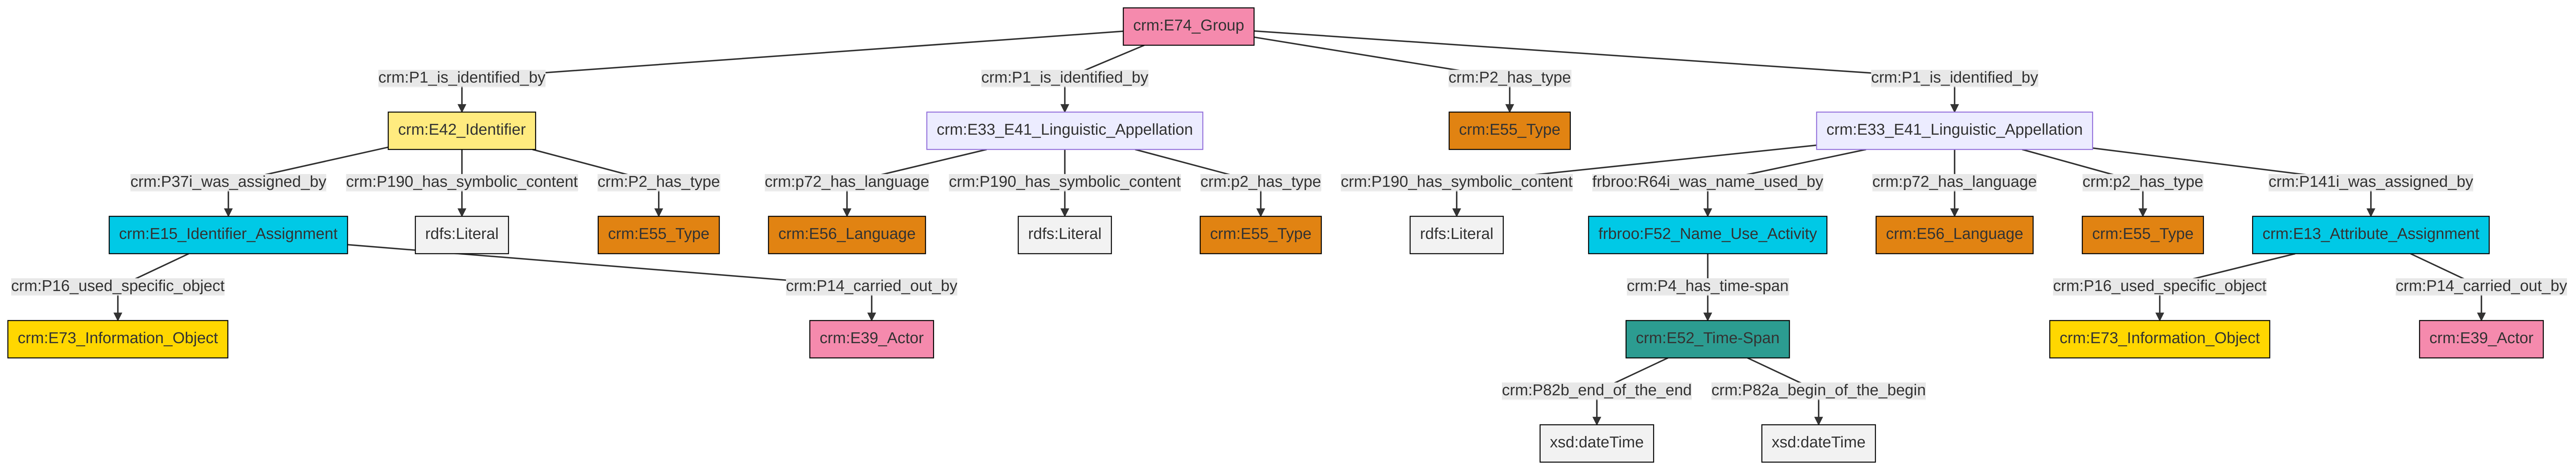 crm:E74_Group
crm:P1_is_identified_by
crm:P1_is_identified_by
crm:P2_has_type
crm:P1_is_identified_by
crm:E42_Identifier
crm:E33_E41_Linguistic_Appellation
crm:E55_Type
crm:E33_E41_Linguistic_Appellation
crm:P37i_was_assigned_by
crm:P190_has_symbolic_content
crm:P2_has_type
crm:p72_has_language
crm:P190_has_symbolic_content
crm:p2_has_type
crm:P190_has_symbolic_content
frbroo:R64i_was_name_used_by
crm:p72_has_language
crm:p2_has_type
crm:P141i_was_assigned_by
crm:E15_Identifier_Assignment
rdfs:Literal
crm:E55_Type
crm:E56_Language
rdfs:Literal
crm:E55_Type
rdfs:Literal
frbroo:F52_Name_Use_Activity
crm:E56_Language
crm:E55_Type
crm:E13_Attribute_Assignment
crm:P16_used_specific_object
crm:P14_carried_out_by
crm:P4_has_time-span
crm:P16_used_specific_object
crm:P14_carried_out_by
crm:E73_Information_Object
crm:E39_Actor
crm:E52_Time-Span
crm:E73_Information_Object
crm:E39_Actor
crm:P82b_end_of_the_end
crm:P82a_begin_of_the_begin
xsd:dateTime
xsd:dateTime